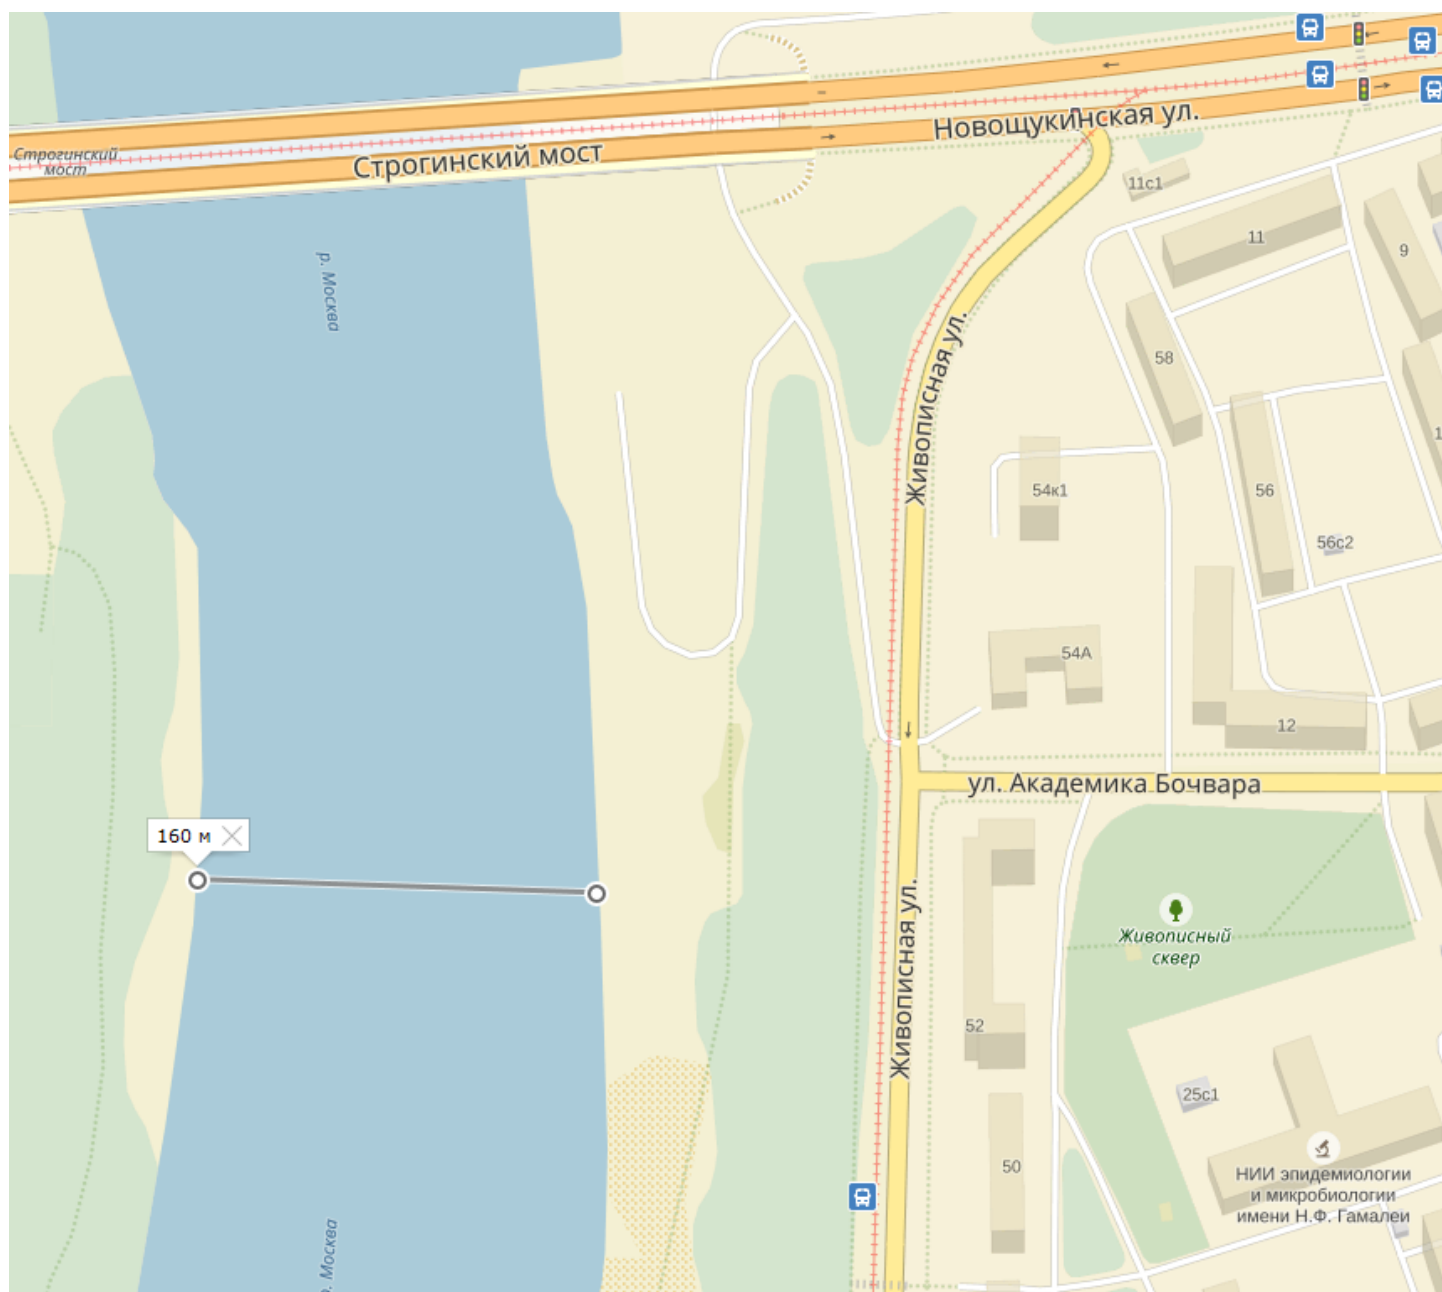 Строгинский
мост
Строгинский мост
Новощукинская ул.
р. Москва
11с1
11
9
58
Живописная ул.
54к1
56
56с2
54А
12
ул. Академика Бочвара
160 м
Живописный
сквер
Живописная ул.
52
25с1
50
НИИ эпидемиологии
и микробиологии
имени Н.Ф. Гамалеи
р. Москва